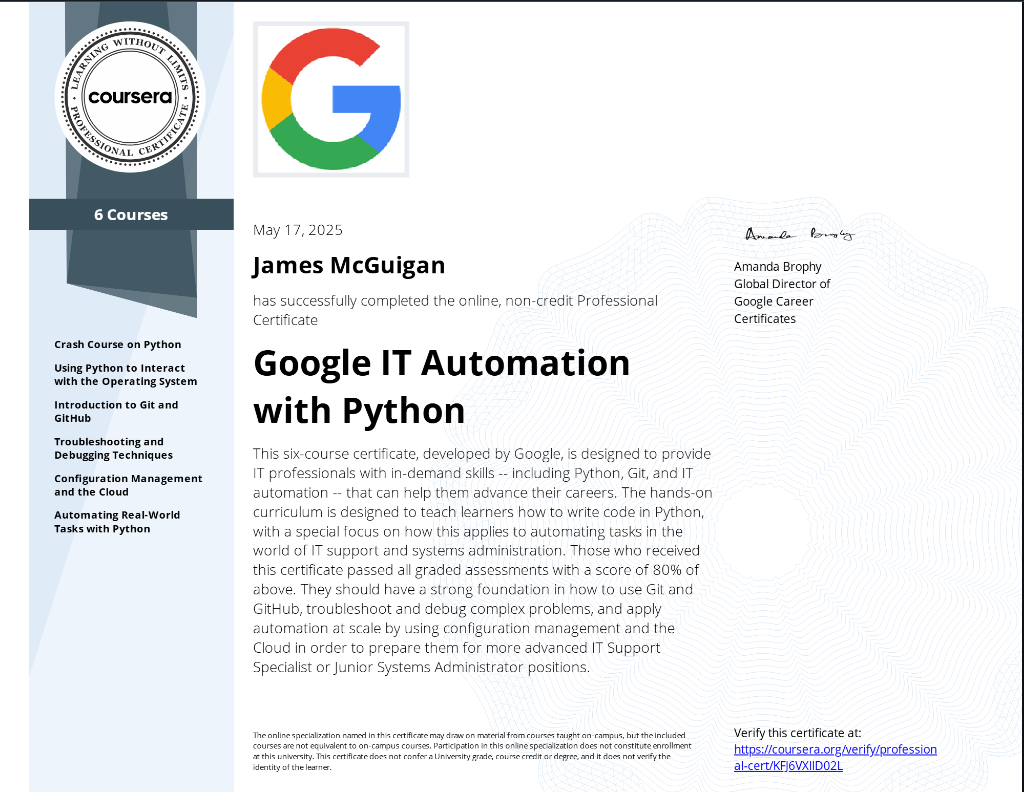 LEARNING WITHOUT LIMITS
coursera
PROFESSIONAL CERTIFICATE
6 Courses
Crash Course on Python
Using Python to Interact
with the Operating System
Introduction to Git and
GitHub
Troubleshooting and
Debugging Techniques
Configuration Management
and the Cloud
Automating Real-World
Tasks with Python
May 17, 2025
James McGuigan
has successfully completed the online, non-credit Professional
Certificate
Google IT Automation
with Python
This six-course certificate, developed by Google, is designed to provide
IT professionals with in-demand skills -- including Python, Git, and IT
automation -- that can help them advance their careers. The hands-on
curriculum is designed to teach learners how to write code in Python,
with a special focus on how this applies to automating tasks in the
world of IT support and systems administration. Those who received
this certificate passed all graded assessments with a score of 80% of
above. They should have a strong foundation in how to use Git and
GitHub, troubleshoot and debug complex problems, and apply
automation at scale by using configuration management and the
Cloud in order to prepare them for more advanced IT Support
Specialist or Junior Systems Administrator positions.
The online specialization named in this certificate may draw on material from courses taught on-campus, but the included
courses are not equivalent to on-campus courses. Participation in this online specialization does not constitute enrollment
at this university. This certificate does not confer a University grade, course credit or degree, and it does not verify the
identity of the learner.
Amanda Brophy
Amanda Brophy
Global Director of
Google Career
Certificates
Verify this certificate at:
https://coursera.org/verify/profession
al-cert/KFJ6VXIID02L